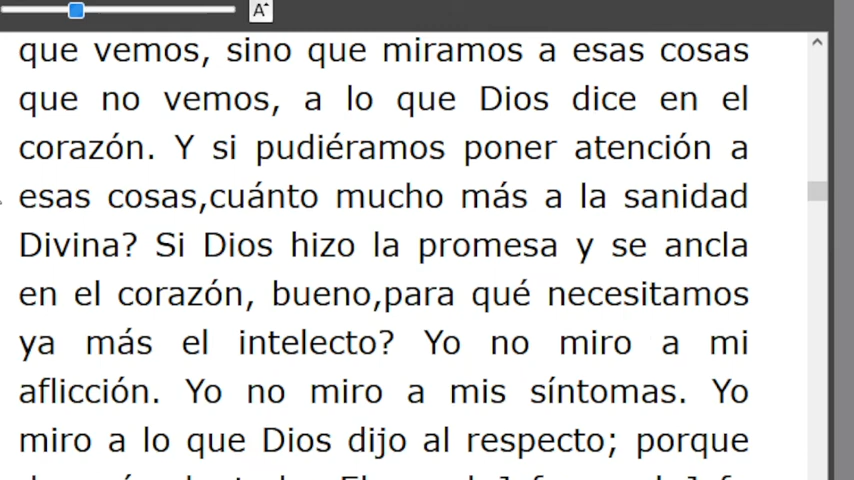 A
que vemos, sino que miramos a esas cosas
que no vemos, a lo que Dios dice en el
corazón. Y si pudiéramos poner atención a
esas cosas,cuánto mucho más a la sanidad
Divina? Si Dios hizo la promesa y se ancla
en el corazón, bueno,para qué necesitamos
ya más el intelecto? Yo no miro a mi
aflicción. Yo no miro a mis síntomas. Yo
miro a lo que Dios dijo al respecto; porque